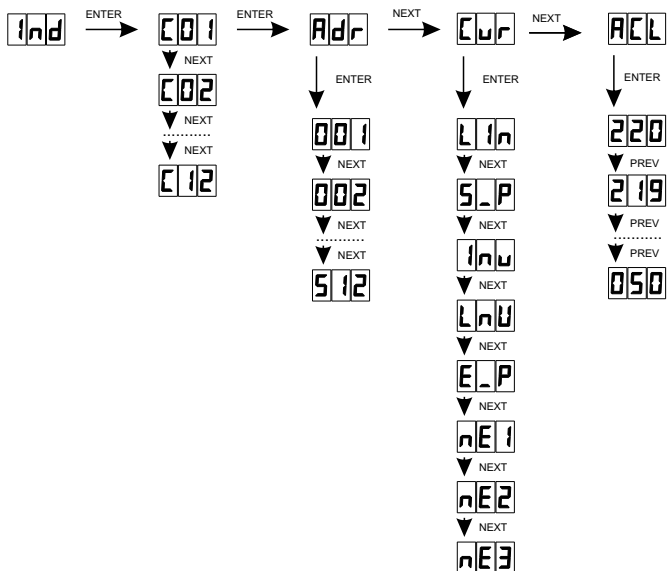 Ind ENTER C01 ENTER Adr NEXT Cur NEXT ACL
NEXT ENTER ENTER ENTER
C02 001 LIn 220
NEXT NEXT NEXT PREV
............
NEXT 002 S_P 219
C12 NEXT NEXT PREV
............ ............
NEXT Inv PREV
512 NEXT 050
LnU
NEXT
E_P
NEXT
nE1
NEXT
nE2
NEXT
nE3